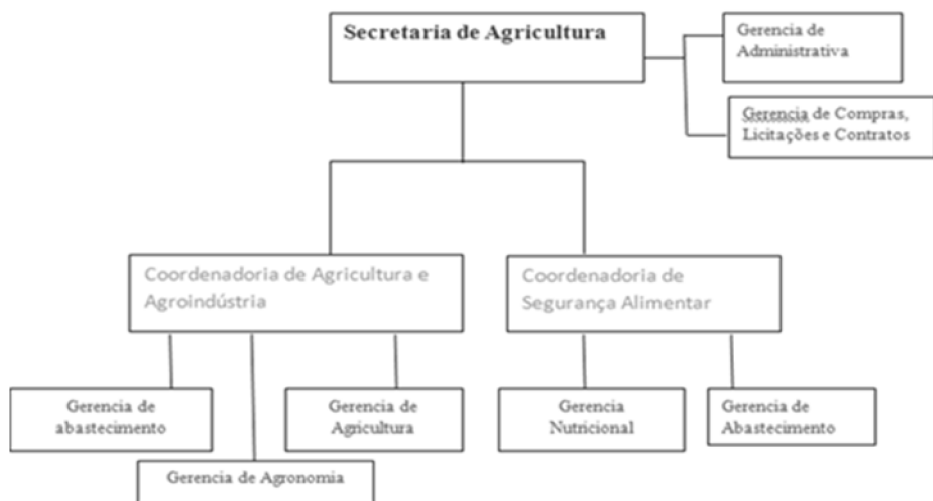 Secretaria de Agricultura
Gerencia de
Administrativa
Gerencia de Compras,
Licitações e Contratos
Coordenadoria de Agricultura e
Agroindústria
Coordenadoria de
Segurança Alimentar
Gerencia de
abastecimento
Gerencia de
Agricultura
Gerencia
Nutricional
Gerencia de
Abastecimento
Gerencia de Agronomia